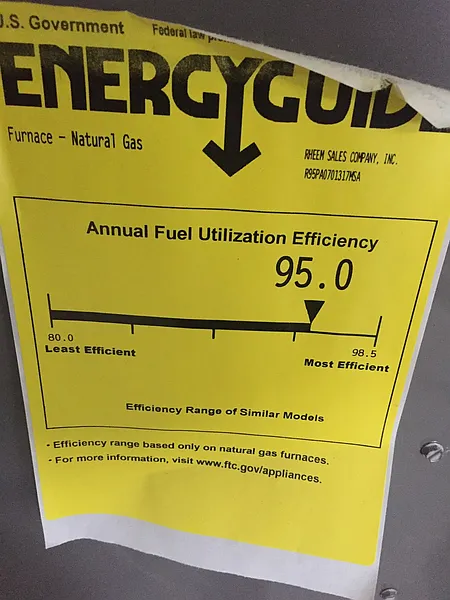 U.S. Government Federal law
ENERGYGUIDE
Furnace - Natural Gas
RHEEM SALES COMPANY, INC.
R95PA0701317MSA
Annual Fuel Utilization Efficiency
95.0
80.0
Least Efficient
98.5
Most Efficient
Efficiency Range of Similar Models
• Efficiency range based only on natural gas furnaces.
• For more information, visit www.ftc.gov/appliances.